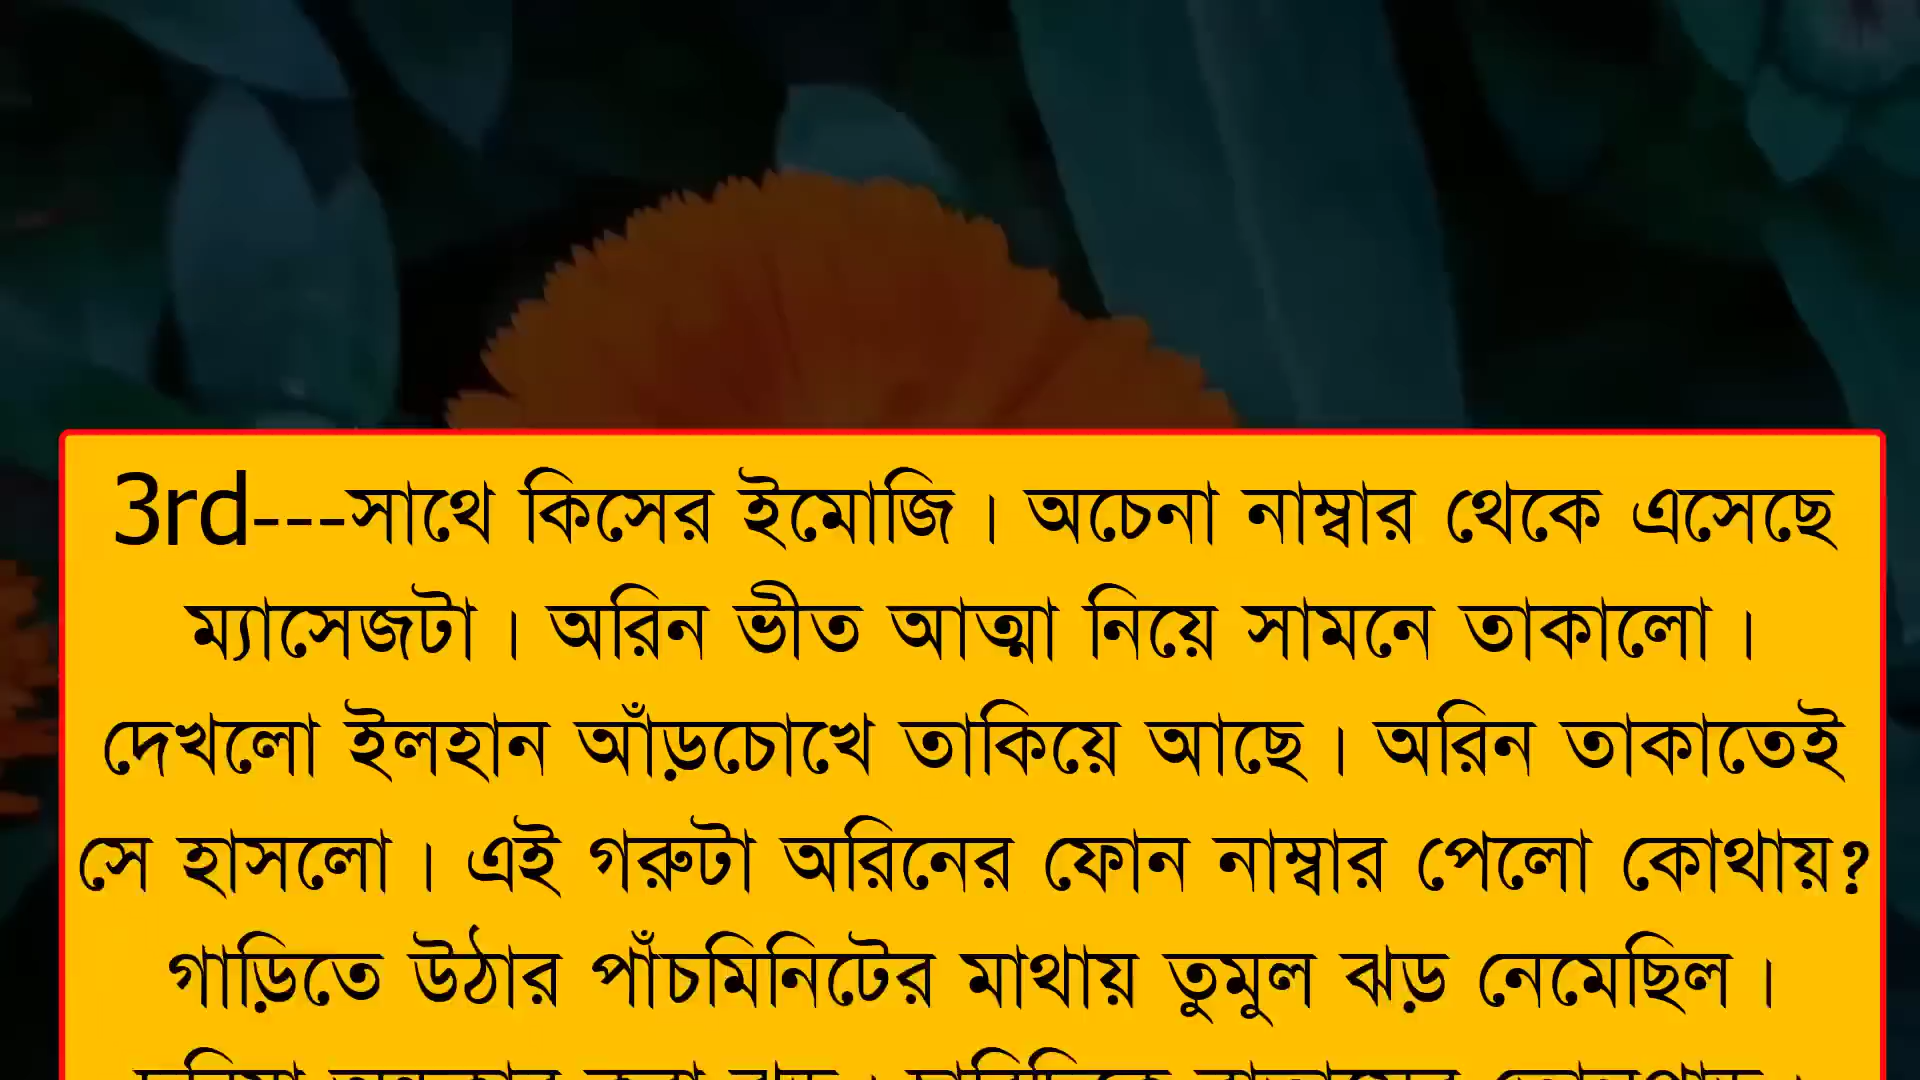 3rd---সাথে কিসের ইমোজি। অচেনা নাম্বার থেকে এসেছে
ম্যাসেজটা। অরিন ভীত আত্মা নিয়ে সামনে তাকালো।
দেখলো ইলহান আঁড়চোখে তাকিয়ে আছে। অরিন তাকাতেই
সে হাসলো। এই গরুটা অরিনের ফোন নাম্বার পেলো কোথায়?
গাড়িতে উঠার পাঁচমিনিটের মাথায় তুমুল ঝড় নেমেছিল।